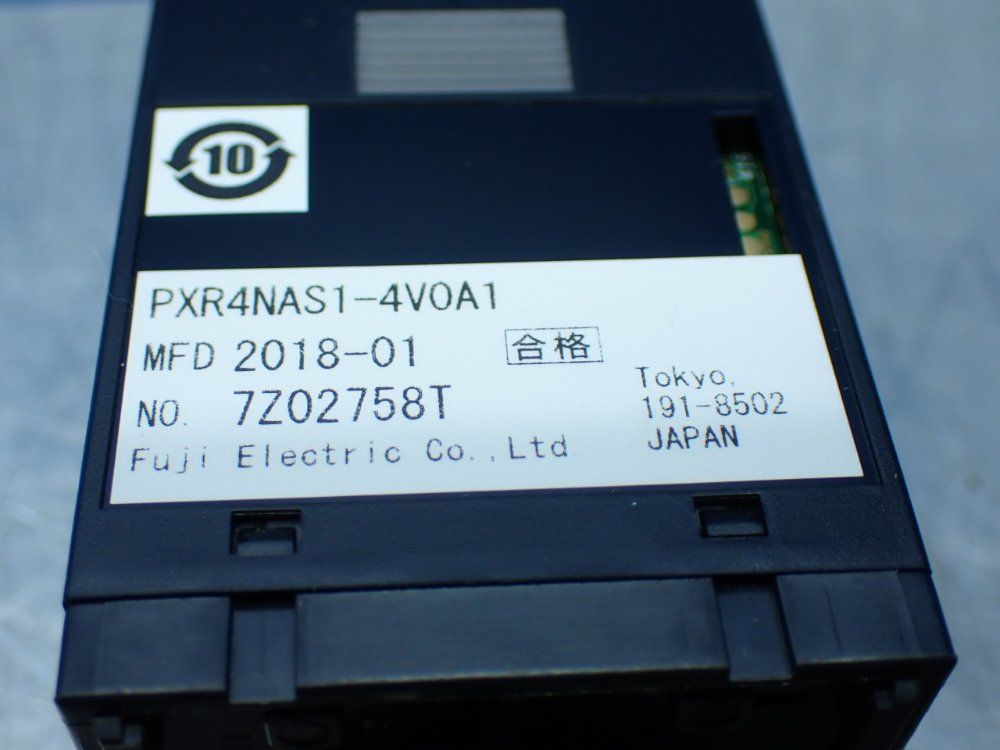 10
PXR4NAS1-4V0A1
MFD 2018-01 合格
NO. 7Z02758T
Fuji Electric Co.,Ltd
Tokyo,
191-8502
JAPAN